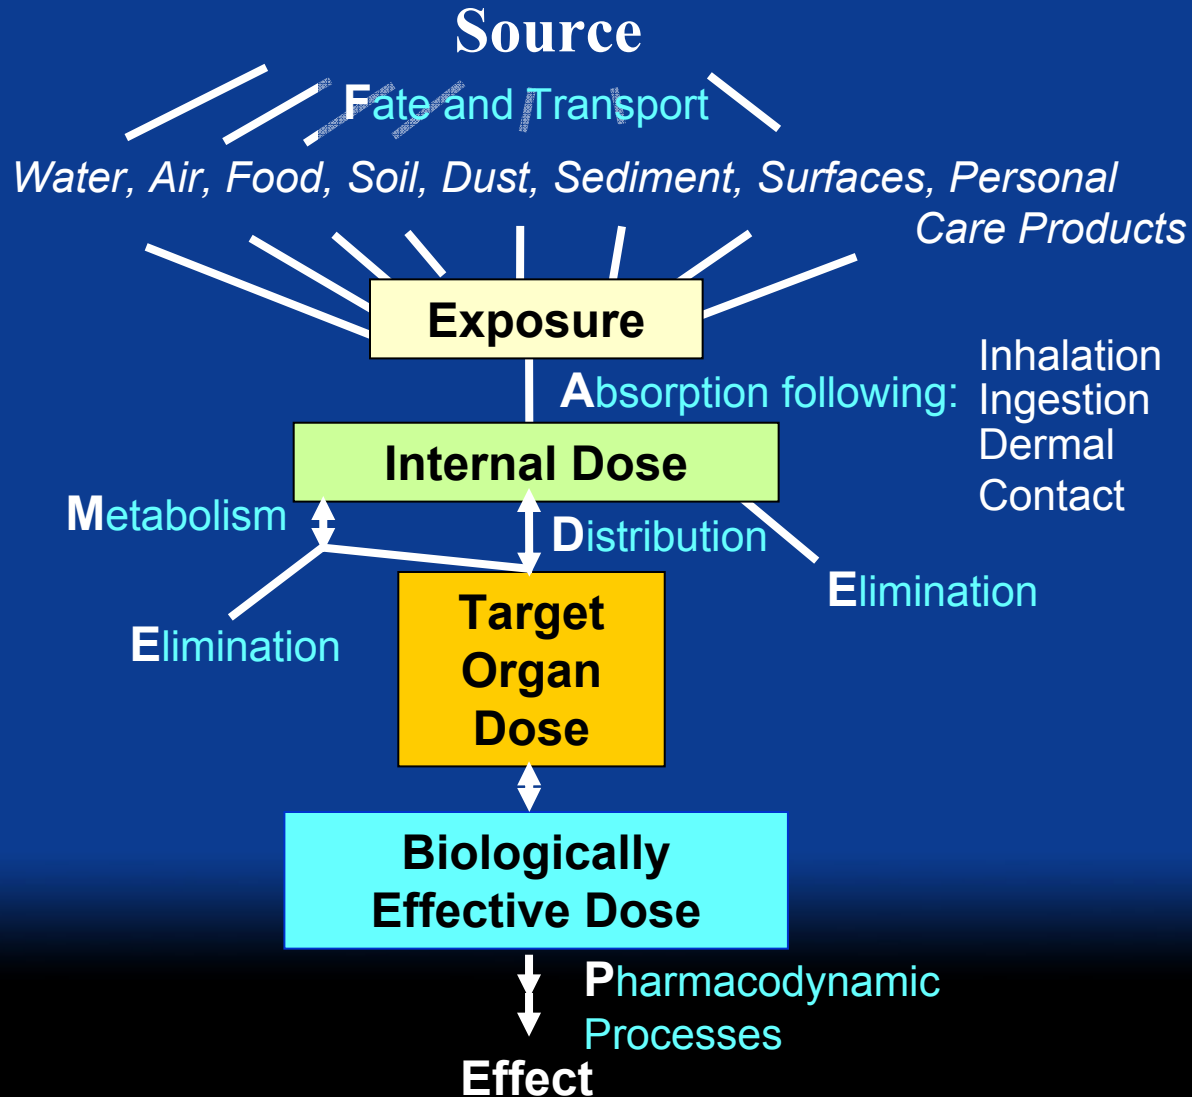 Source
Fate and Transport
Water, Air, Food, Soil, Dust, Sediment, Surfaces, Personal
Care Products
Exposure
Absorption following:
Inhalation
Ingestion
Dermal
Contact
Internal Dose
Metabolism
Distribution
Elimination
Elimination
Target
Organ
Dose
Biologically
Effective Dose
Pharmacodynamic
Processes
Effect